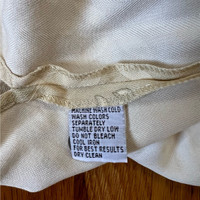 MACHINE WASH COLD
WASH COLORS
SEPARATELY
TUMBLE DRY LOW
DO NOT BLEACH
COOL IRON
FOR BEST RESULTS
DRY CLEAN